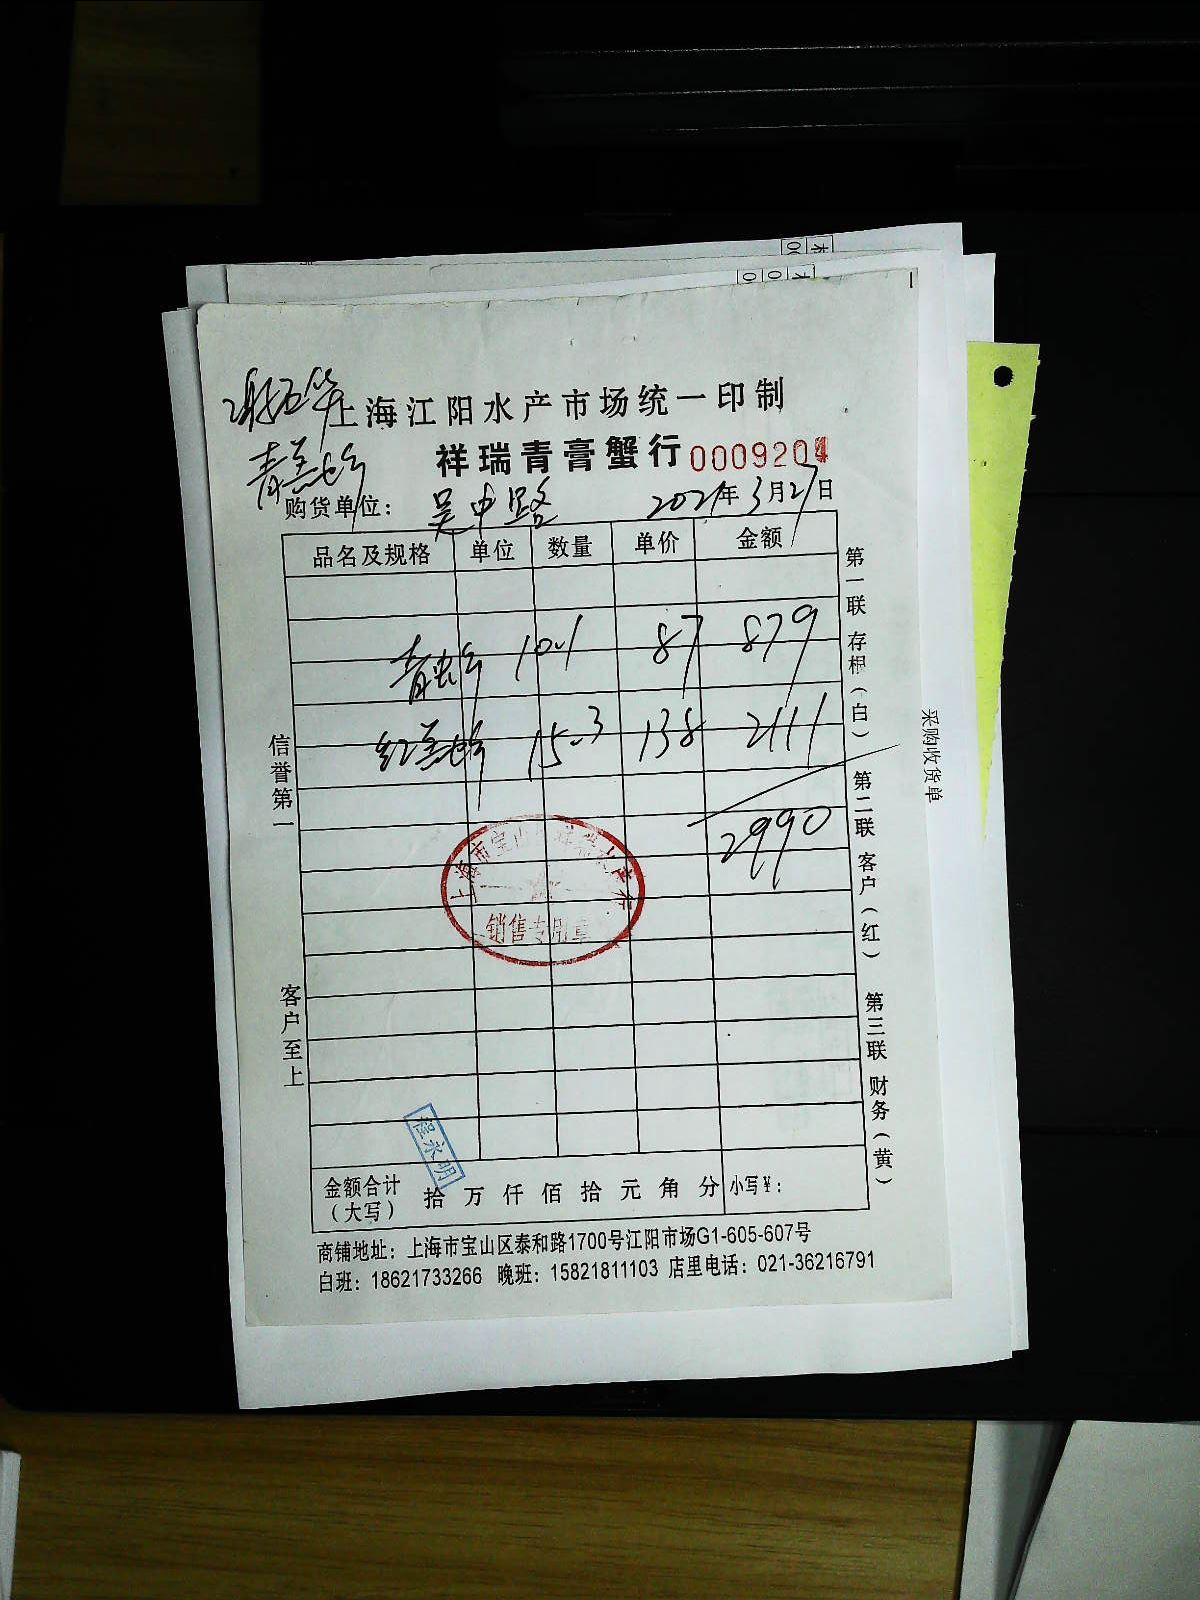 上海江阳水产市场统一印制
祥瑞青膏蟹行 0009204
购货单位： 吴中路 2021年3月27日
品名及规格 单位 数量 单价 金额
10.1 87 879
15.3 138 2111
2990
销售专用章
程永明
金额合计
（大写） 拾 万 仟 佰 拾 元 角 分 小写¥：
商铺地址：上海市宝山区泰和路1700号江阳市场G1-605-607号
白班：18621733266 晚班：15821811103 店里电话：021-36216791
信誉第一
客户至上
第一联 存根（白） 第二联 客户（红） 第三联 财务（黄）
采购收货单